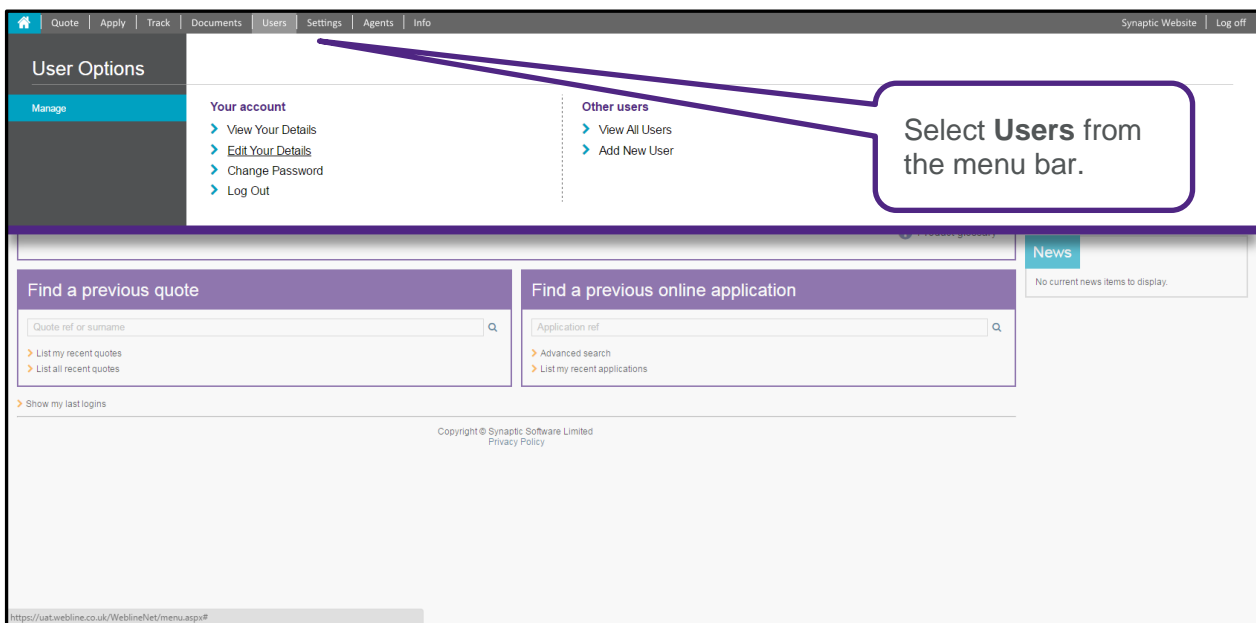 Quote Apply Track Documents Users Settings Agents Info Synaptic Website Log off
User Options
Manage
Your account
View Your Details
Edit Your Details
Change Password
Log Out
Other users
View All Users
Add New User
Select Users from
the menu bar.
News
No current news items to display.
Find a previous quote
Quote ref or surname
List my recent quotes
List all recent quotes
Find a previous online application
Application ref
Advanced search
List my recent applications
Show my last logins
Copyright © Synaptic Software Limited
Privacy Policy
https://uat.webline.co.uk/WeblineNet/menu.aspx#